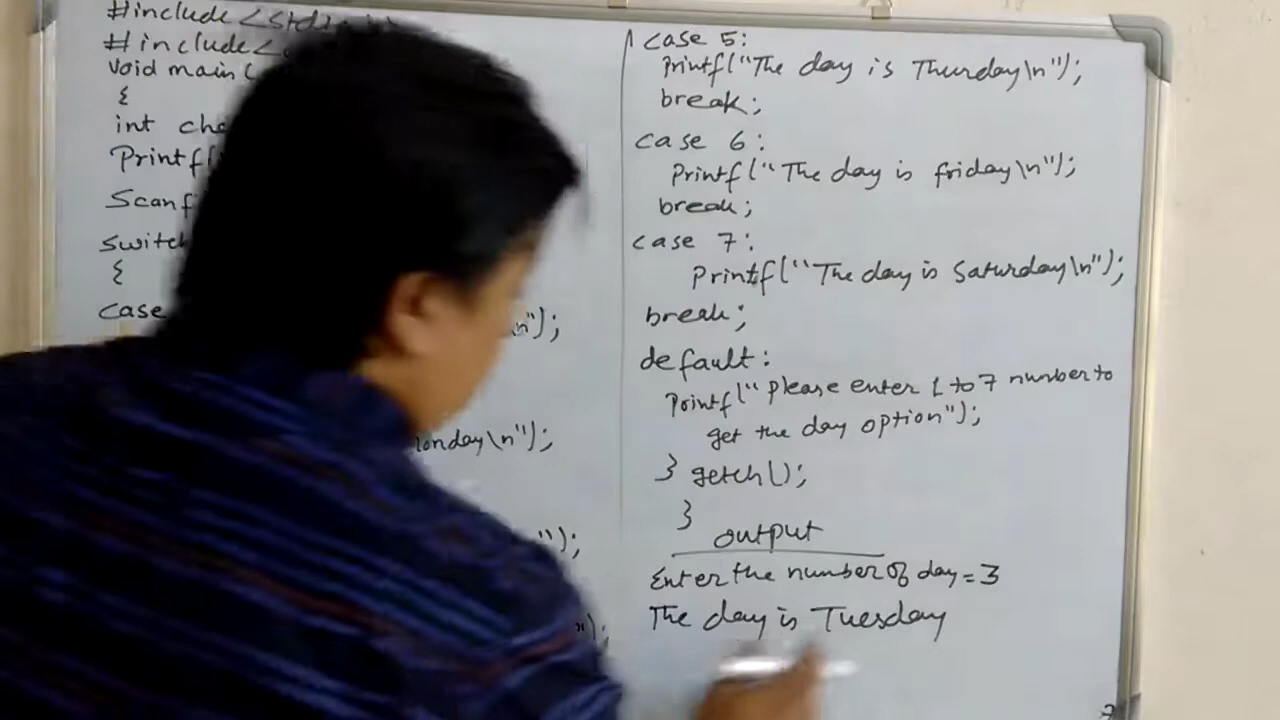 #include <stdio.h
#include <
void main (
{
int cho
Printf(
Scanf
switch
{
case
\n");
londay\n");
");
");
case 5:
Printf("The day is Thursday\n");
break;
case 6:
Printf("The day is friday\n");
break;
case 7:
Printf("The day is Saturday\n");
break;
default:
Printf("Please enter 1 to 7 number to
get the day option");
} getch();
}
output
Enter the number of day = 3
The day is Tuesday